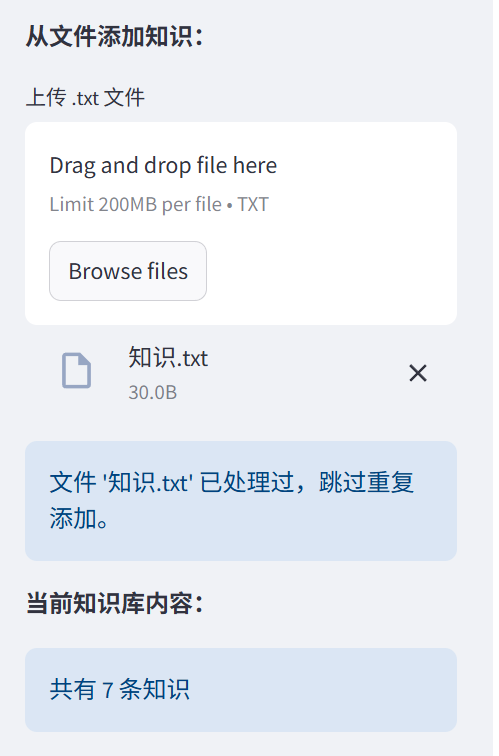 从文件添加知识：
上传 .txt 文件
Drag and drop file here
Limit 200MB per file • TXT
Browse files
知识.txt
30.0B
文件 '知识.txt' 已处理过，跳过重复
添加。
当前知识库内容：
共有 7 条知识